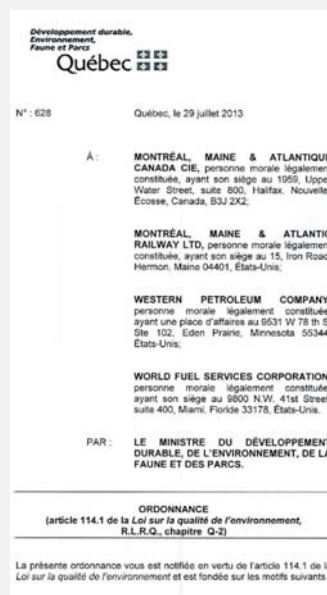 Développement durable,
Environnement,
Faune et Parcs
Québec
N° : 628 Québec, le 29 juillet 2013
À : MONTRÉAL, MAINE & ATLANTIQU
CANADA CIE, personne morale légalemen
constituée, ayant son siège au 1959, Uppe
Water Street, suite 800, Halifax, Nouvelle
Écosse, Canada, B3J 2X2;
MONTRÉAL, MAINE & ATLANTIC
RAILWAY LTD, personne morale légalemen
constituée, ayant son siège au 15, Iron Road
Hermon, Maine 04401, États-Unis;
WESTERN PETROLEUM COMPANY
personne morale légalement constituée
ayant une place d'affaires au 9531 W 78 th S
Ste 102, Eden Prairie, Minnesota 55344
États-Unis;
WORLD FUEL SERVICES CORPORATION
personne morale légalement constituée
ayant son siège au 9800 N.W. 41st Street
suite 400, Miami, Floride 33178, États-Unis.
PAR : LE MINISTRE DU DÉVELOPPEMENT
DURABLE, DE L'ENVIRONNEMENT, DE LA
FAUNE ET DES PARCS.
ORDONNANCE
(article 114.1 de la Loi sur la qualité de l'environnement,
R.L.R.Q., chapitre Q-2)
La présente ordonnance vous est notifiée en vertu de l'article 114.1 de l
Loi sur la qualité de l'environnement et est fondée sur les motifs suivants